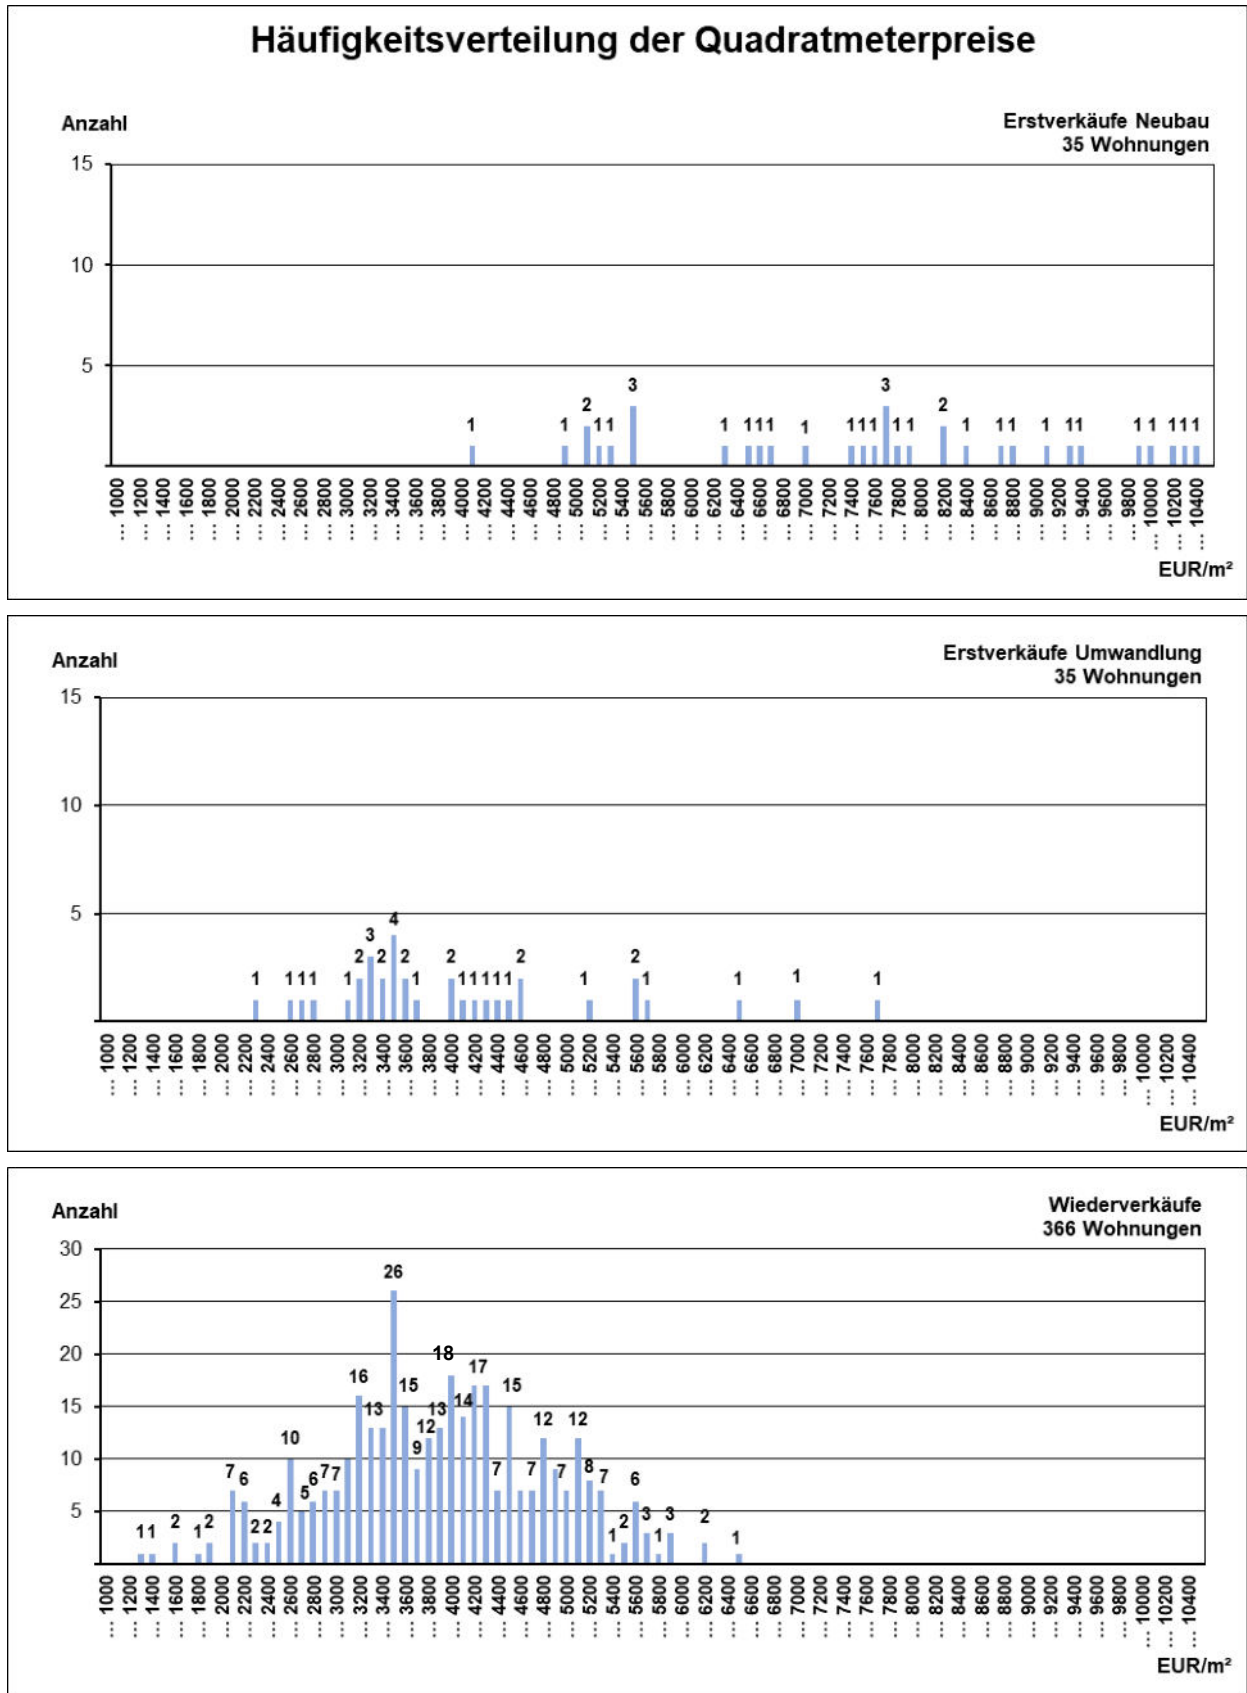 Häufigkeitsverteilung der Quadratmeterpreise
Anzahl
Erstverkäufe Neubau
35 Wohnungen
15
10
5
1 1 2 1 1 3 1 1 1 1 1 1 1 1 3 1 1 2 1 1 1 1 1 1 1 1 1 1 1
... 1000 ... 1200 ... 1400 ... 1600 ... 1800 ... 2000 ... 2200 ... 2400 ... 2600 ... 2800 ... 3000 ... 3200 ... 3400 ... 3600 ... 3800 ... 4000 ... 4200 ... 4400 ... 4600 ... 4800 ... 5000 ... 5200 ... 5400 ... 5600 ... 5800 ... 6000 ... 6200 ... 6400 ... 6600 ... 6800 ... 7000 ... 7200 ... 7400 ... 7600 ... 7800 ... 8000 ... 8200 ... 8400 ... 8600 ... 8800 ... 9000 ... 9200 ... 9400 ... 9600 ... 9800 ... 10000 ... 10200 ... 10400 ...
EUR/m²
Anzahl
Erstverkäufe Umwandlung
35 Wohnungen
15
10
5
1 1 1 1 1 2 3 2 4 2 1 2 1 1 1 1 1 2 1 2 1 1 1 1
... 1000 ... 1200 ... 1400 ... 1600 ... 1800 ... 2000 ... 2200 ... 2400 ... 2600 ... 2800 ... 3000 ... 3200 ... 3400 ... 3600 ... 3800 ... 4000 ... 4200 ... 4400 ... 4600 ... 4800 ... 5000 ... 5200 ... 5400 ... 5600 ... 5800 ... 6000 ... 6200 ... 6400 ... 6600 ... 6800 ... 7000 ... 7200 ... 7400 ... 7600 ... 7800 ... 8000 ... 8200 ... 8400 ... 8600 ... 8800 ... 9000 ... 9200 ... 9400 ... 9600 ... 9800 ... 10000 ... 10200 ... 10400
EUR/m²
Anzahl
Wiederverkäufe
366 Wohnungen
30
25
20
15
10
5
1 1 2 1 2 7 6 2 2 4 10 5 6 7 7 16 13 26 15 9 12 13 18 14 17 7 15 7 12 7 12 8 7 1 2 6 3 1 3 2 1
... 1000 ... 1200 ... 1400 ... 1600 ... 1800 ... 2000 ... 2200 ... 2400 ... 2600 ... 2800 ... 3000 ... 3200 ... 3400 ... 3600 ... 3800 ... 4000 ... 4200 ... 4400 ... 4600 ... 4800 ... 5000 ... 5200 ... 5400 ... 5600 ... 5800 ... 6000 ... 6200 ... 6400 ... 6600 ... 6800 ... 7000 ... 7200 ... 7400 ... 7600 ... 7800 ... 8000 ... 8200 ... 8400 ... 8600 ... 8800 ... 9000 ... 9200 ... 9400 ... 9600 ... 9800 ... 10000 ... 10200 ... 10400
EUR/m²